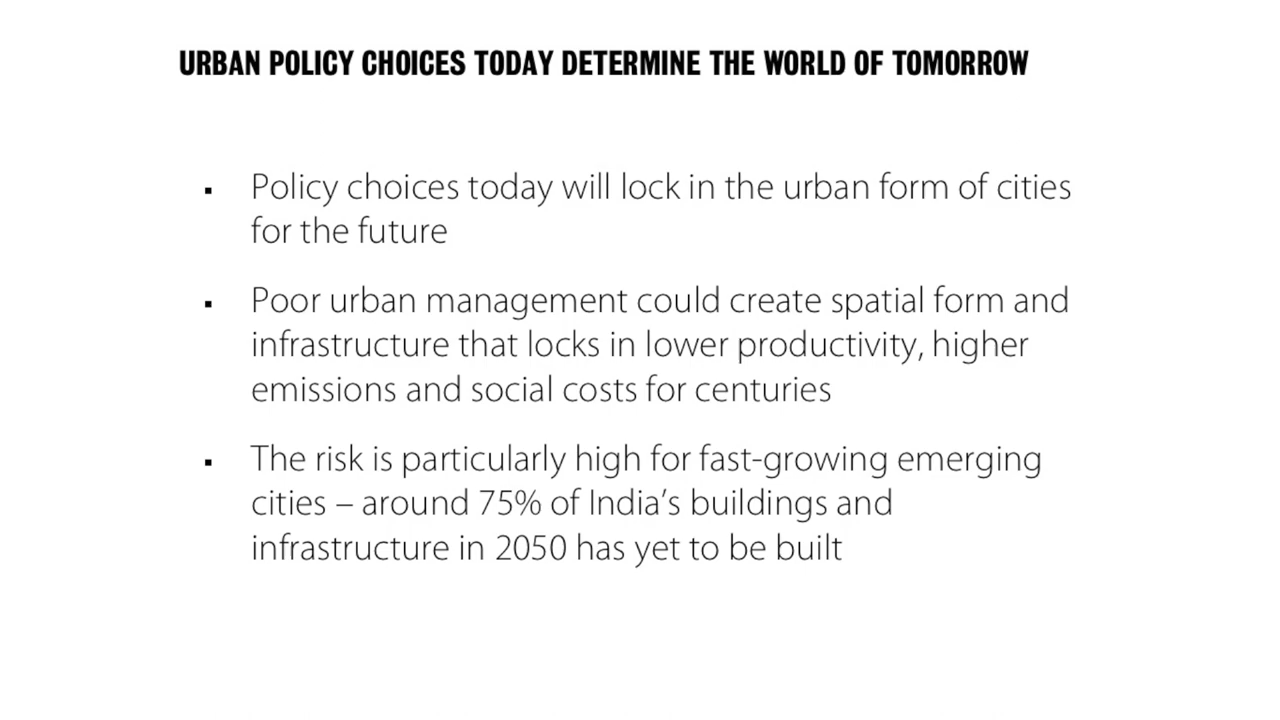 URBAN POLICY CHOICES TODAY DETERMINE THE WORLD OF TOMORROW
▪ Policy choices today will lock in the urban form of cities
for the future
▪ Poor urban management could create spatial form and
infrastructure that locks in lower productivity, higher
emissions and social costs for centuries
▪ The risk is particularly high for fast-growing emerging
cities – around 75% of India’s buildings and
infrastructure in 2050 has yet to be built